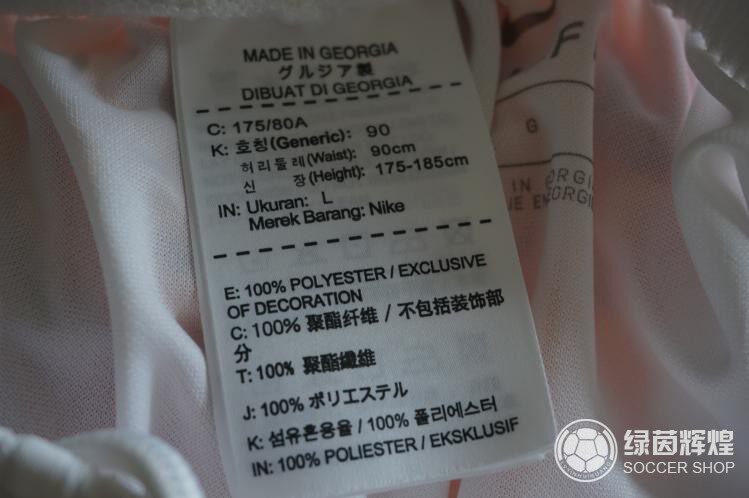 MADE IN GEORGIA
グルジア製
DIBUAT DI GEORGIA
C: 175/80A
K: 호칭(Generic): 90
허리둘레(Waist): 90cm
신 장(Height): 175-185cm
IN: Ukuran: L
Merek Barang: Nike
E: 100% POLYESTER / EXCLUSIVE
OF DECORATION
C: 100% 聚酯纤维 / 不包括装饰部
分
T: 100% 聚酯纖維
J: 100% ポリエステル
K: 섬유혼용율 / 100% 폴리에스터
IN: 100% POLIESTER / EKSKLUSIF
G
IN
绿茵辉煌
SOCCER SHOP